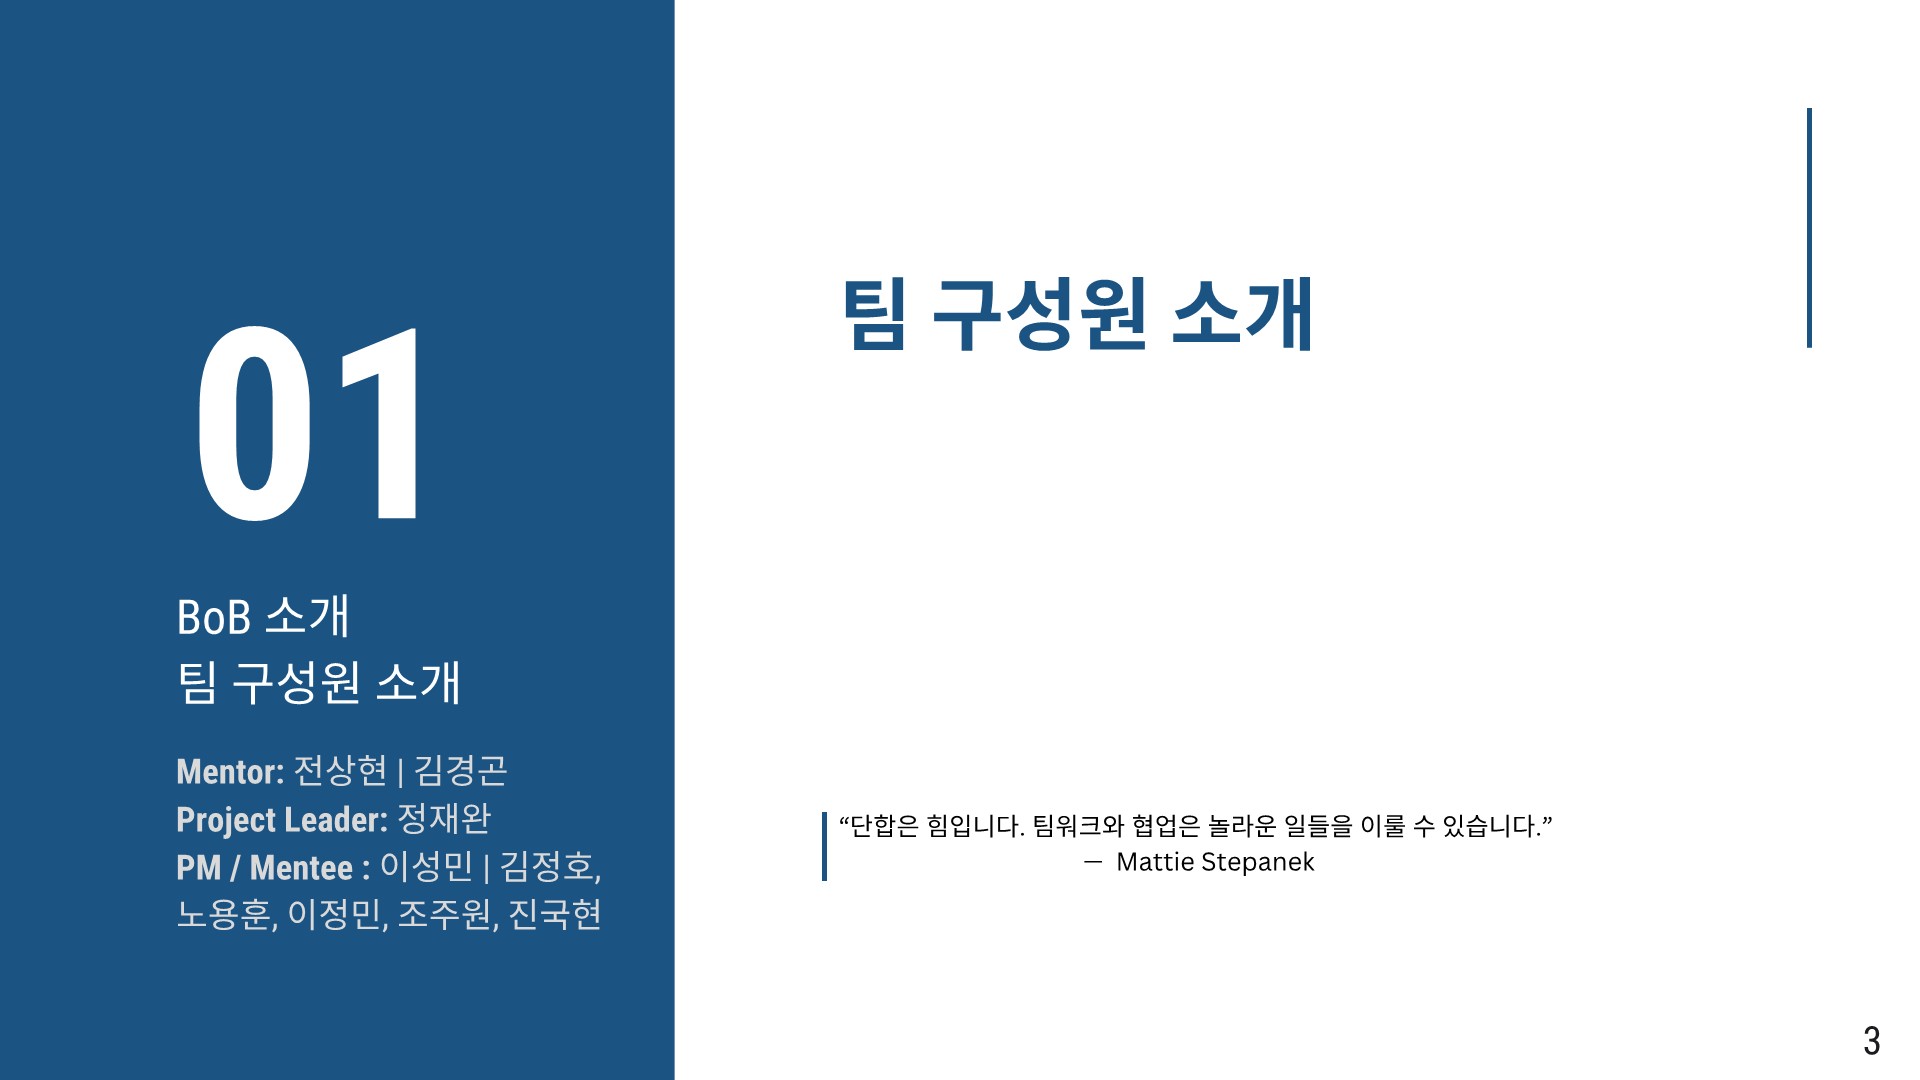 01
BoB 소개
팀 구성원 소개
Mentor: 전상현 | 김경곤
Project Leader: 정재완
PM / Mentee : 이성민 | 김정호,
노용훈, 이정민, 조주원, 진국현
팀 구성원 소개
“단합은 힘입니다. 팀워크와 협업은 놀라운 일들을 이룰 수 있습니다.”
— Mattie Stepanek
3